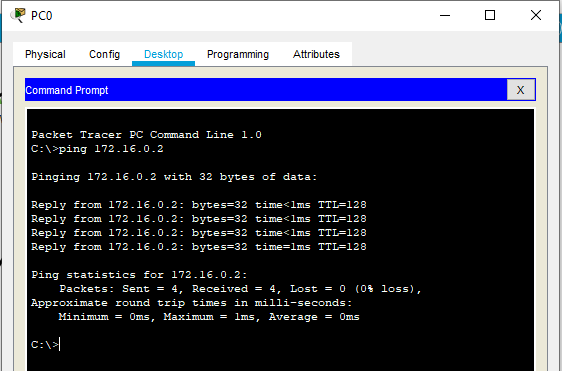 PC0
Physical Config Desktop Programming Attributes
Command Prompt X
Packet Tracer PC Command Line 1.0
C:\>ping 172.16.0.2
Pinging 172.16.0.2 with 32 bytes of data:
Reply from 172.16.0.2: bytes=32 time<1ms TTL=128
Reply from 172.16.0.2: bytes=32 time<1ms TTL=128
Reply from 172.16.0.2: bytes=32 time<1ms TTL=128
Reply from 172.16.0.2: bytes=32 time=1ms TTL=128
Ping statistics for 172.16.0.2:
Packets: Sent = 4, Received = 4, Lost = 0 (0% loss),
Approximate round trip times in milli-seconds:
Minimum = 0ms, Maximum = 1ms, Average = 0ms
C:\>